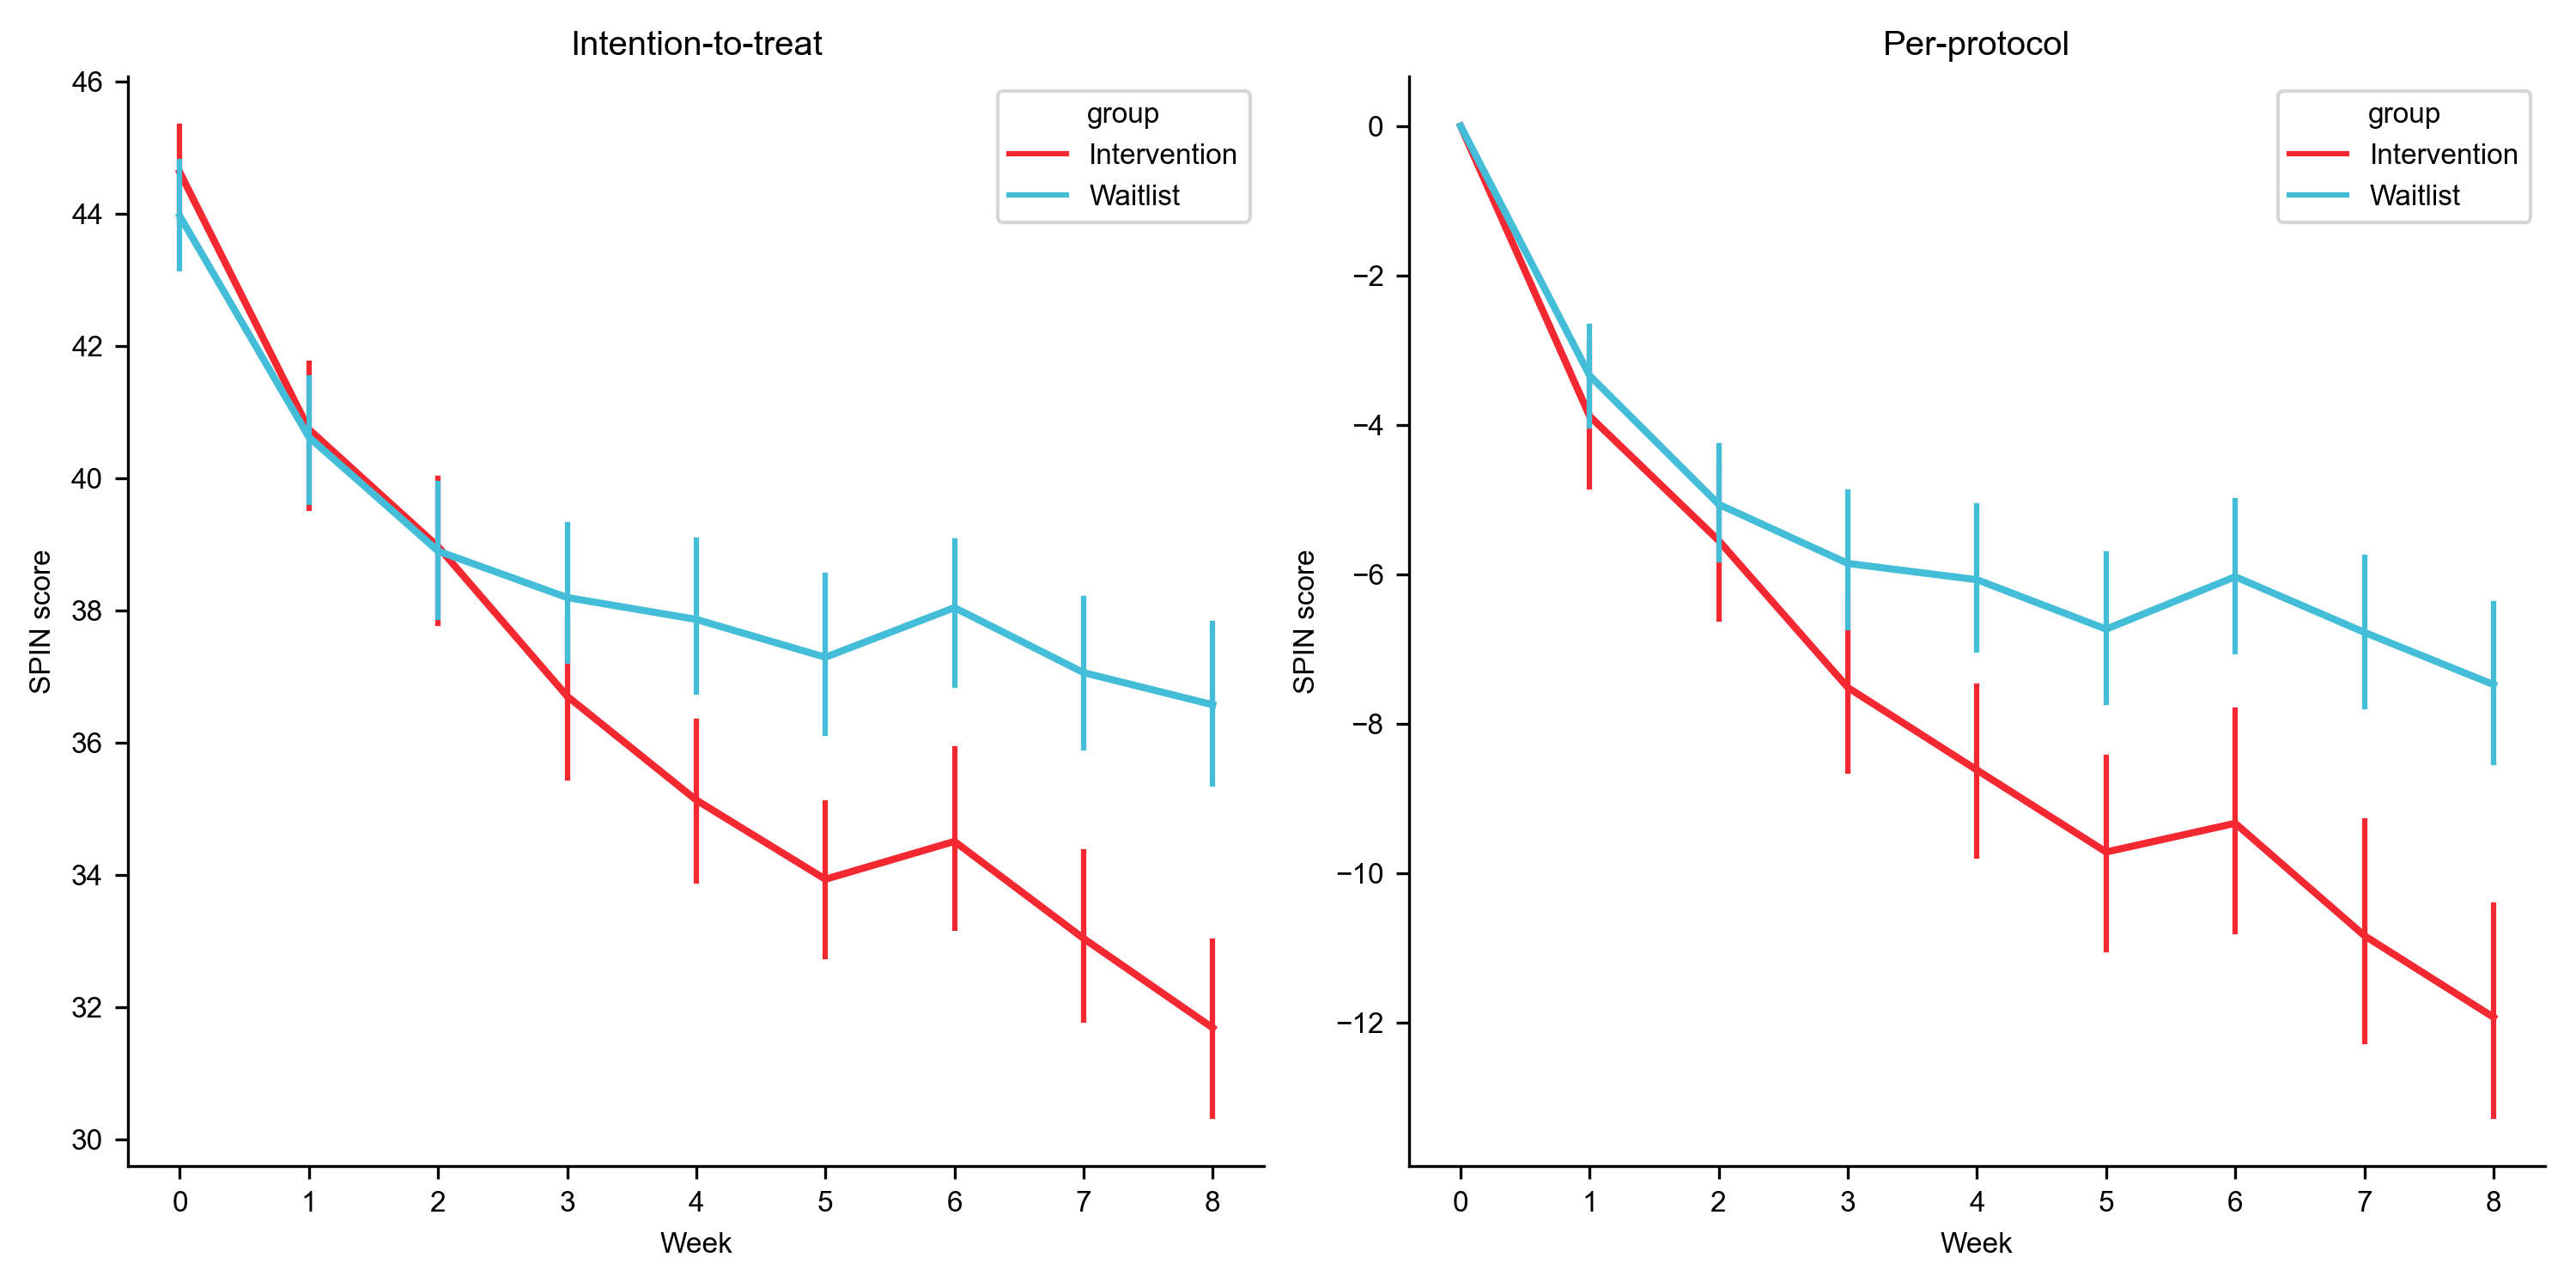 Intention-to-treat
46
44
42
40
38
36
34
32
30
SPIN score
group
Intervention
Waitlist
0 1 2 3 4 5 6 7 8
Week
Per-protocol
0
−2
−4
−6
−8
−10
−12
SPIN score
group
Intervention
Waitlist
0 1 2 3 4 5 6 7 8
Week